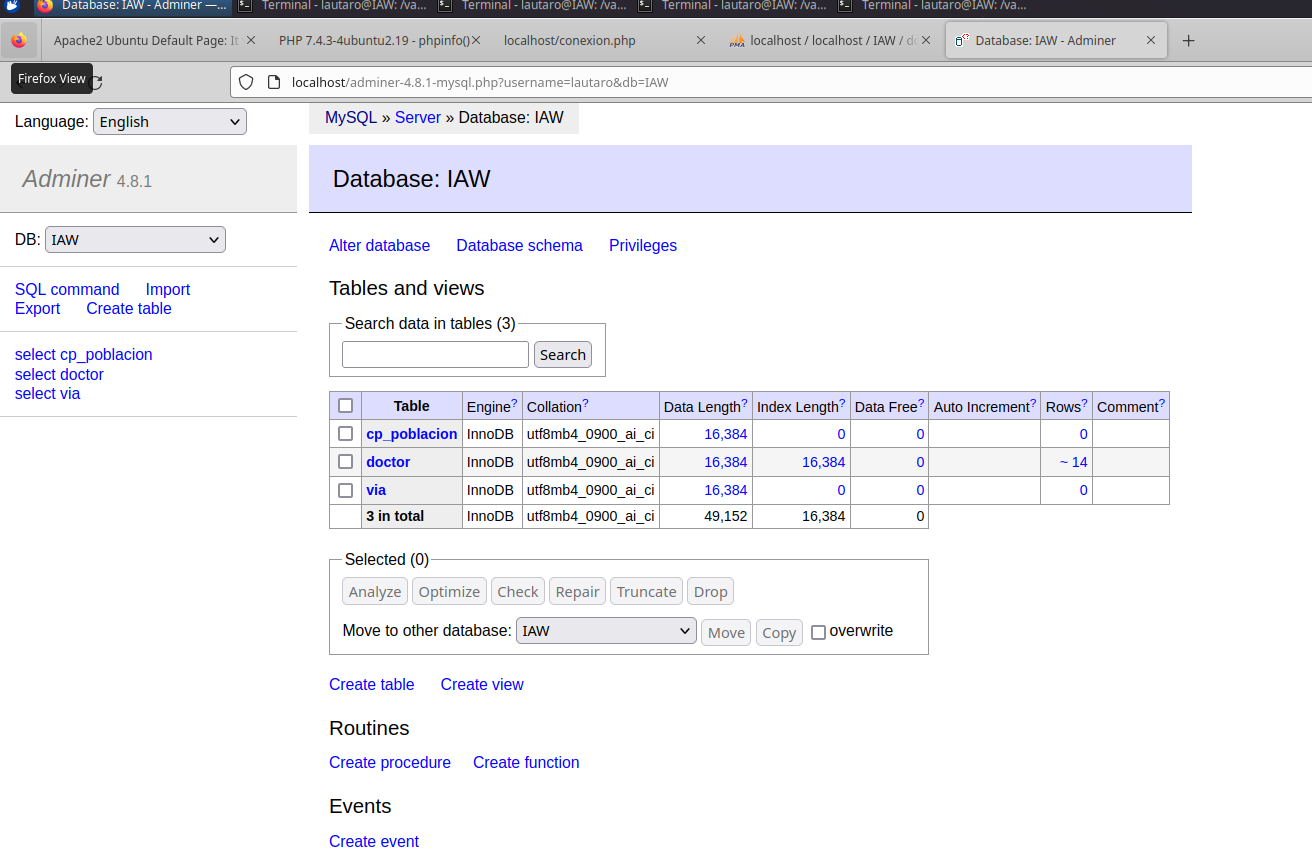 Database: IAW - Adminer —... Terminal - lautaro@IAW: /va... Terminal - lautaro@IAW: /va... Terminal - lautaro@IAW: /va... Terminal - lautaro@IAW: /va...
Apache2 Ubuntu Default Page: It PHP 7.4.3-4ubuntu2.19 - phpinfo() localhost/conexion.php localhost / localhost / IAW / do Database: IAW - Adminer
Firefox View
localhost/adminer-4.8.1-mysql.php?username=lautaro&db=IAW
Language: English
MySQL » Server » Database: IAW
Adminer 4.8.1
Database: IAW
DB: IAW
Alter database Database schema Privileges
SQL command Import
Export Create table
Tables and views
Search data in tables (3)
Search
select cp_poblacion
select doctor
select via
Table Engine? Collation? Data Length? Index Length? Data Free? Auto Increment? Rows? Comment?
cp_poblacion InnoDB utf8mb4_0900_ai_ci 16,384 0 0 0
doctor InnoDB utf8mb4_0900_ai_ci 16,384 16,384 0 ~ 14
via InnoDB utf8mb4_0900_ai_ci 16,384 0 0 0
3 in total InnoDB utf8mb4_0900_ai_ci 49,152 16,384 0
Selected (0)
Analyze Optimize Check Repair Truncate Drop
Move to other database: IAW Move Copy overwrite
Create table Create view
Routines
Create procedure Create function
Events
Create event